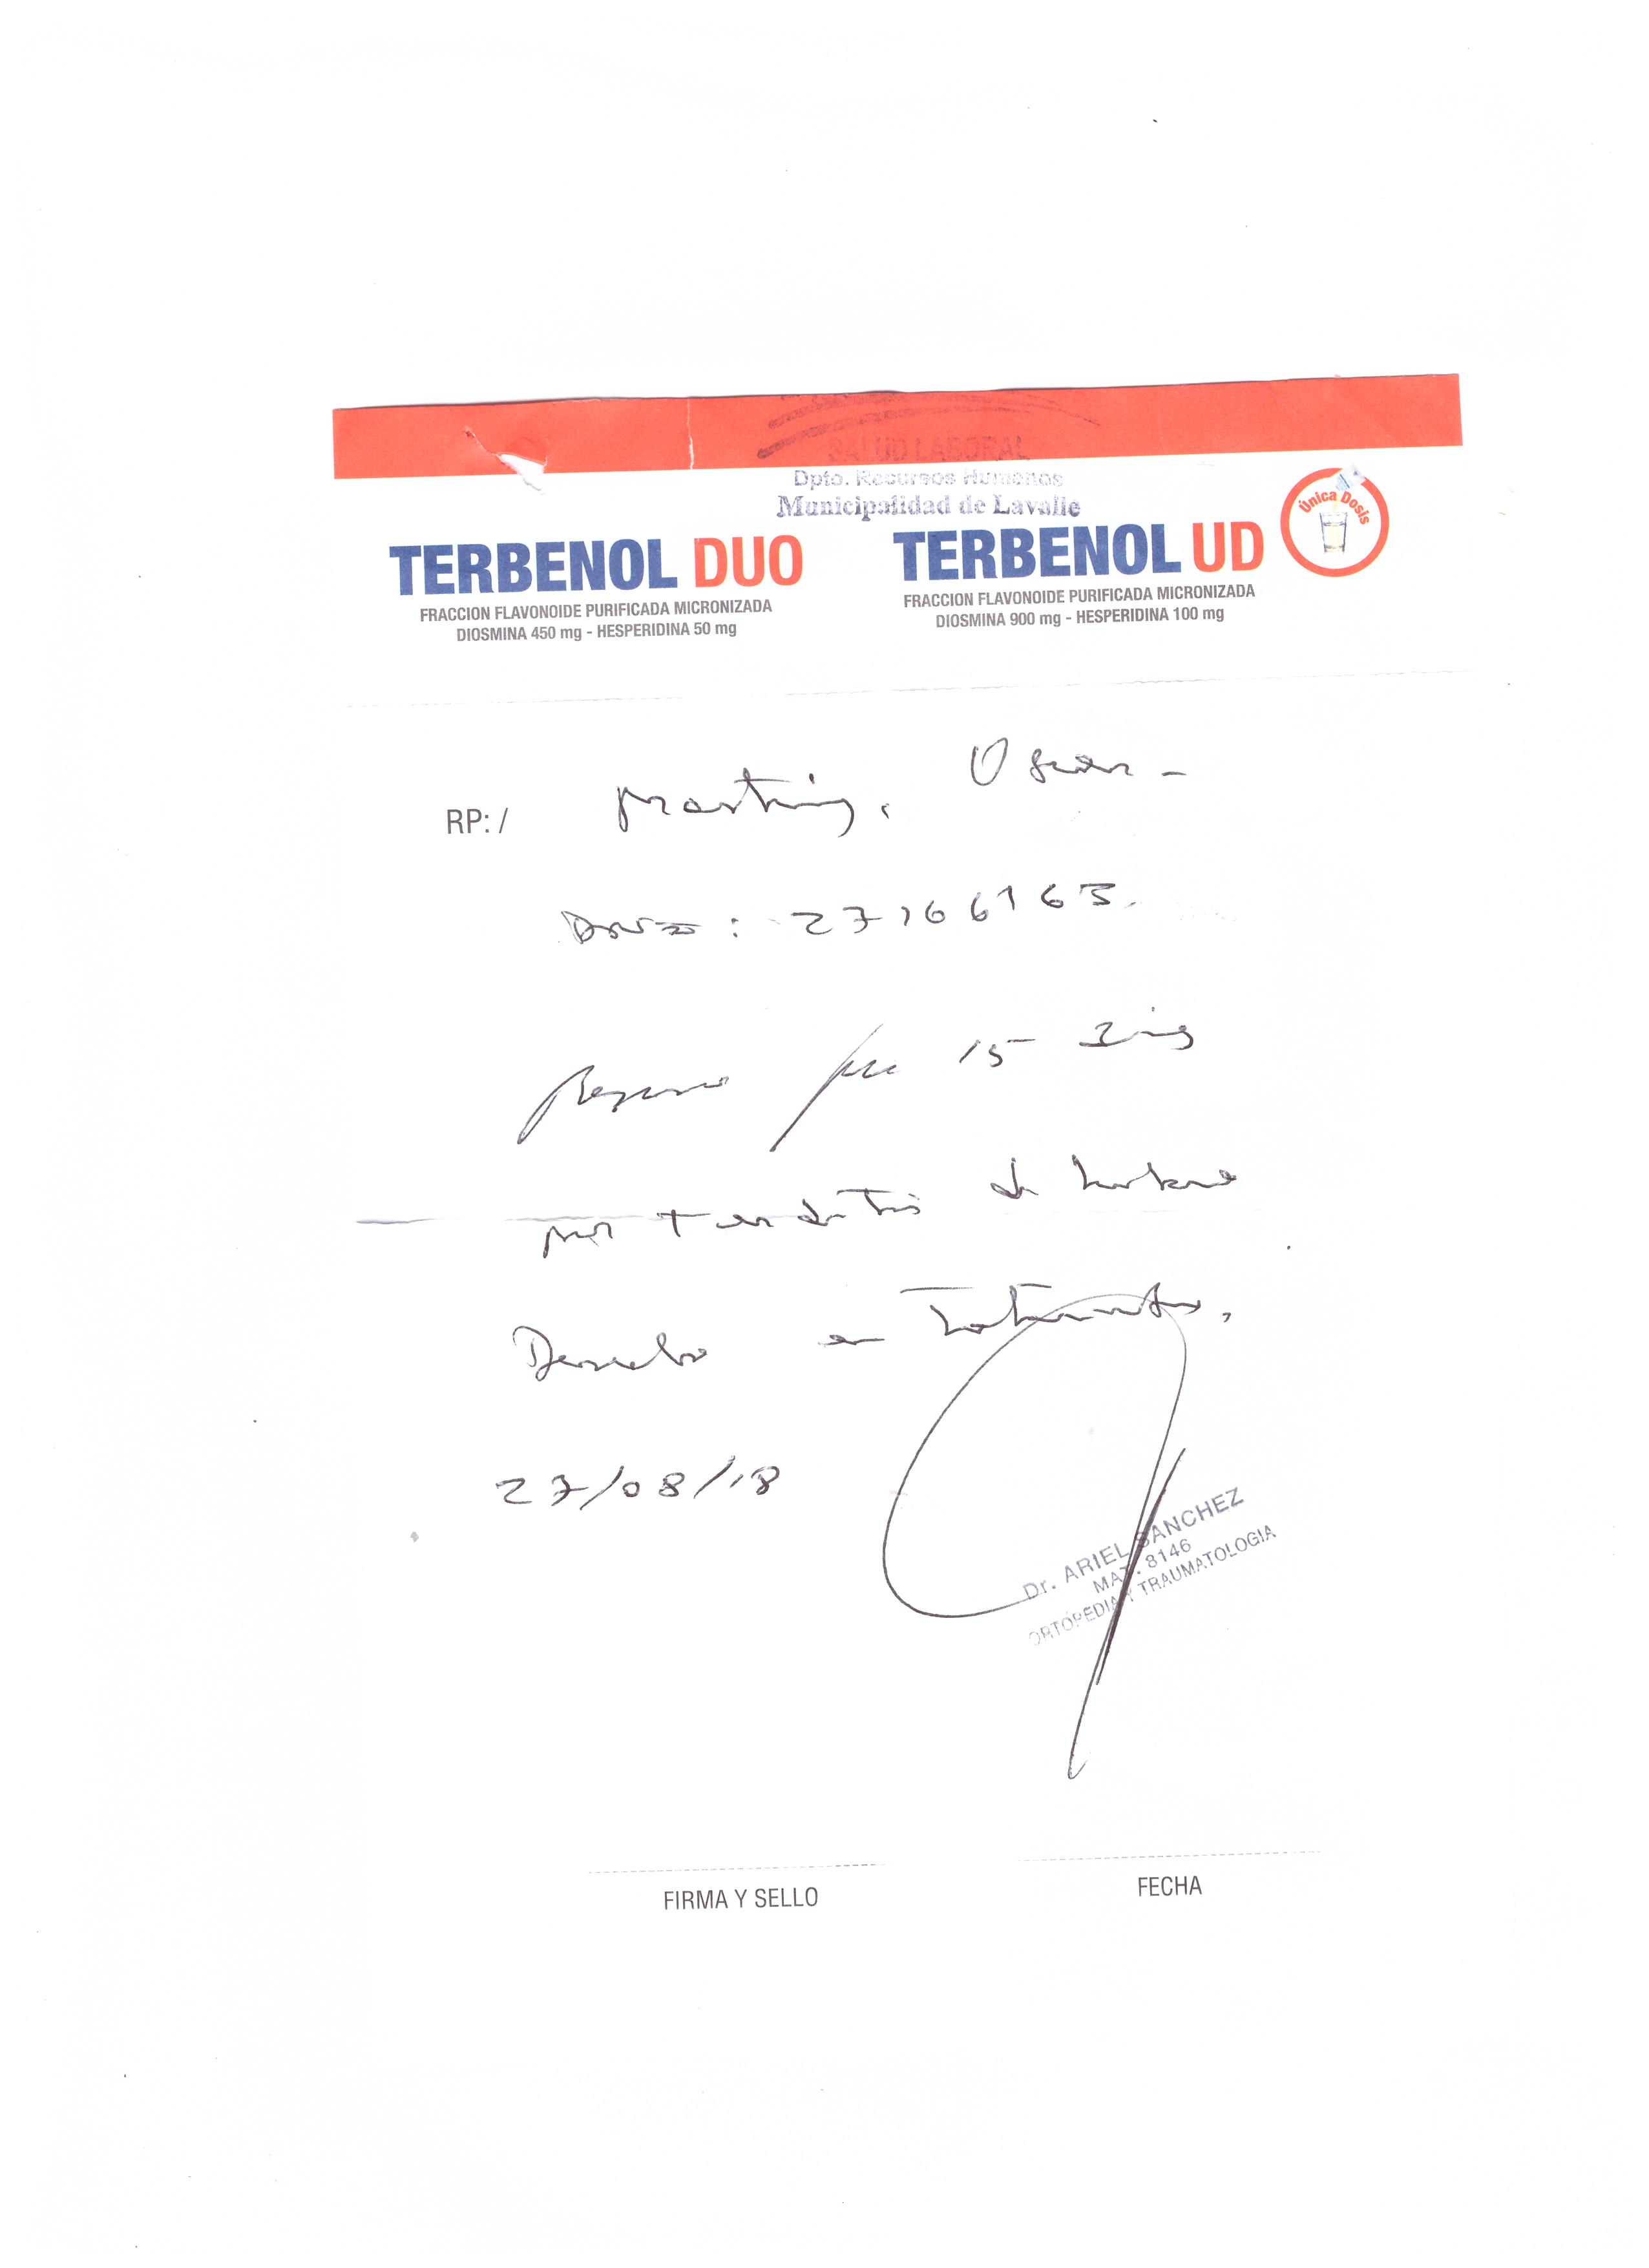 SALUD LABORAL
Dpto. Recursos Humanos
Municipalidad de Lavalle
TERBENOL DUO
FRACCION FLAVONOIDE PURIFICADA MICRONIZADA
DIOSMINA 450 mg - HESPERIDINA 50 mg
TERBENOL UD
FRACCION FLAVONOIDE PURIFICADA MICRONIZADA
DIOSMINA 900 mg - HESPERIDINA 100 mg
Única Dosis
RP: /
Oscar -
: 27166163.
Reposo por 15 dias
por tendinitis de hombro
Derecho en tratamiento.
27/08/18
Dr. ARIEL SANCHEZ
MAT. 8146
ORTOPEDIA Y TRAUMATOLOGIA
FIRMA Y SELLO
FECHA